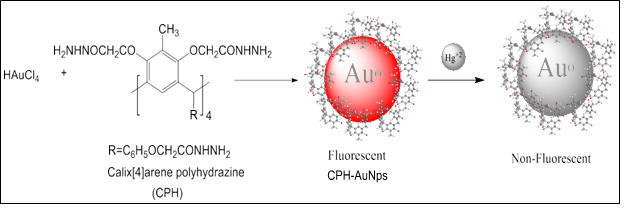 CH₃
H₂NHNOCH₂CO OCH₂CONHNH₂
HAuCl₄ +
R 4
R=C₆H₅OCH₂CONHNH₂
Calix[4]arene polyhydrazine
(CPH)
Au⁰
Fluorescent
CPH-AuNps
Hg⁺²
Au⁰
Non-Fluorescent